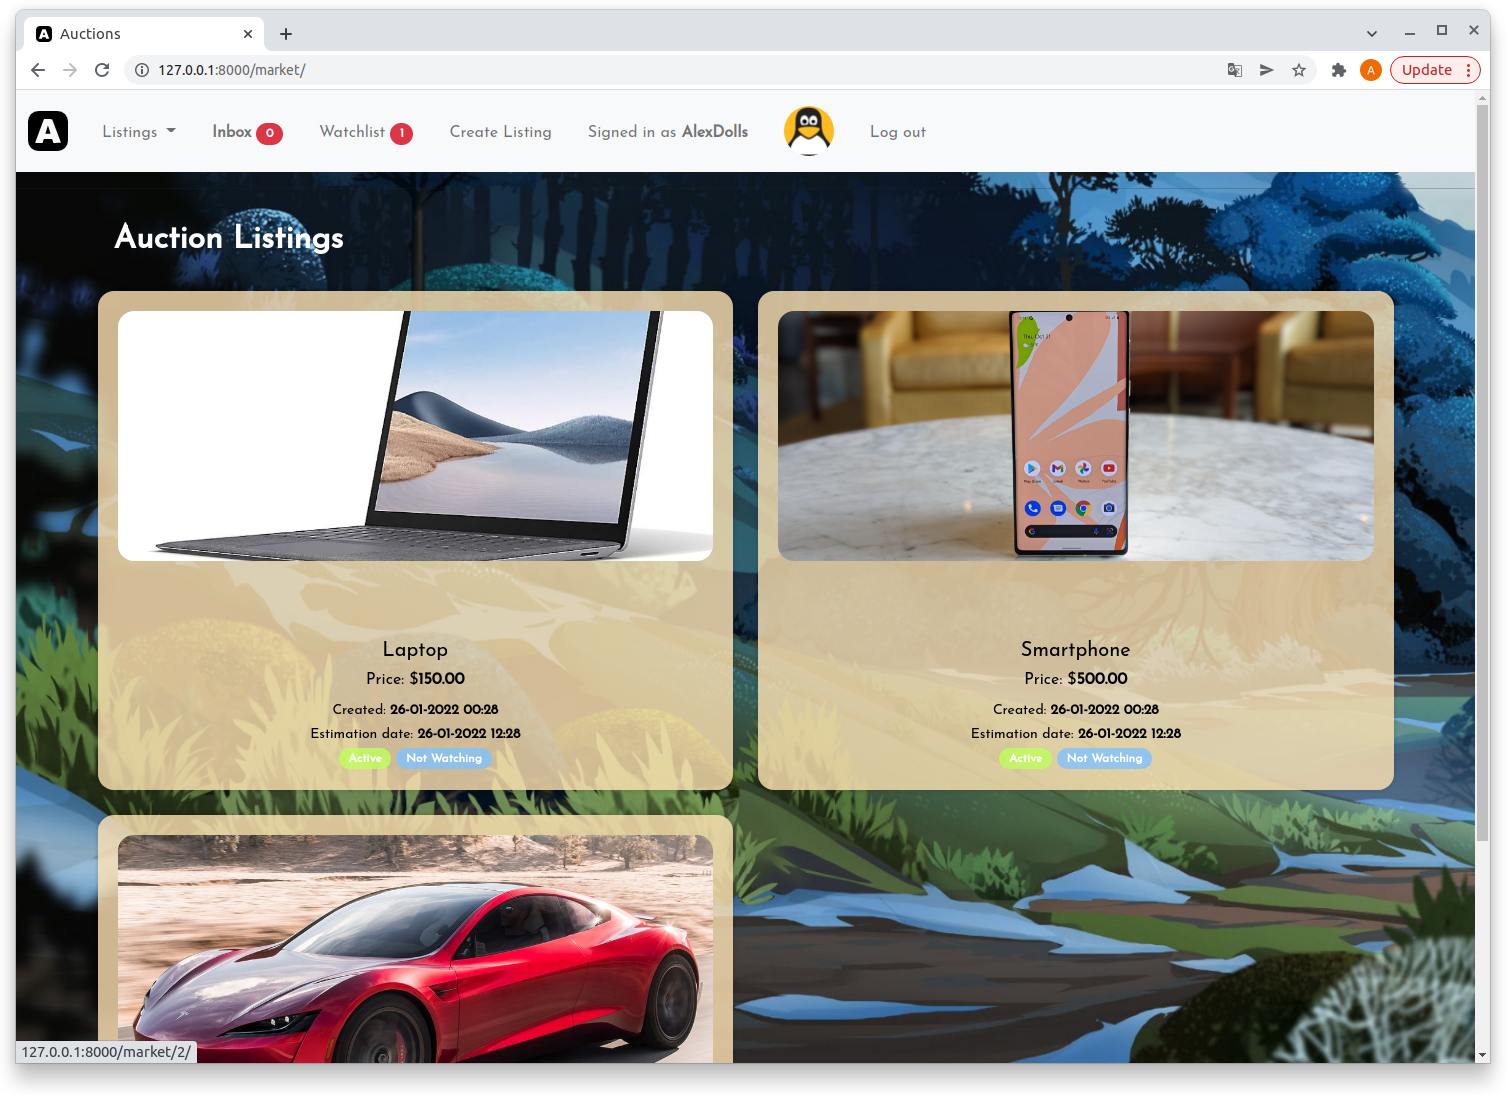 Auctions
127.0.0.1:8000/market/
A
Update
A
Listings
Inbox 0
Watchlist 1
Create Listing
Signed in as AlexDolls
Log out
Auction Listings
Laptop
Price: $150.00
Created: 26-01-2022 00:28
Estimation date: 26-01-2022 12:28
Active Not Watching
Smartphone
Price: $500.00
Created: 26-01-2022 00:28
Estimation date: 26-01-2022 12:28
Active Not Watching
127.0.0.1:8000/market/2/